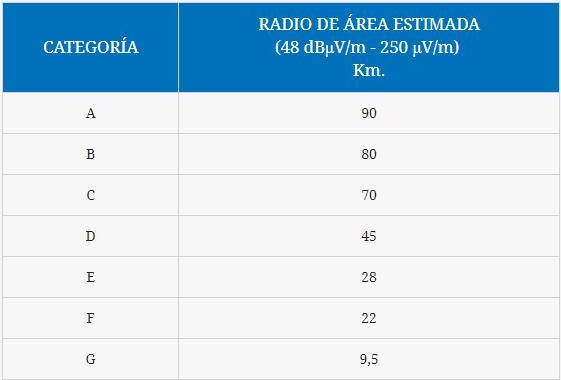 CATEGORÍA
RADIO DE ÁREA ESTIMADA
(48 dBµV/m - 250 µV/m)
Km.
A 90
B 80
C 70
D 45
E 28
F 22
G 9,5